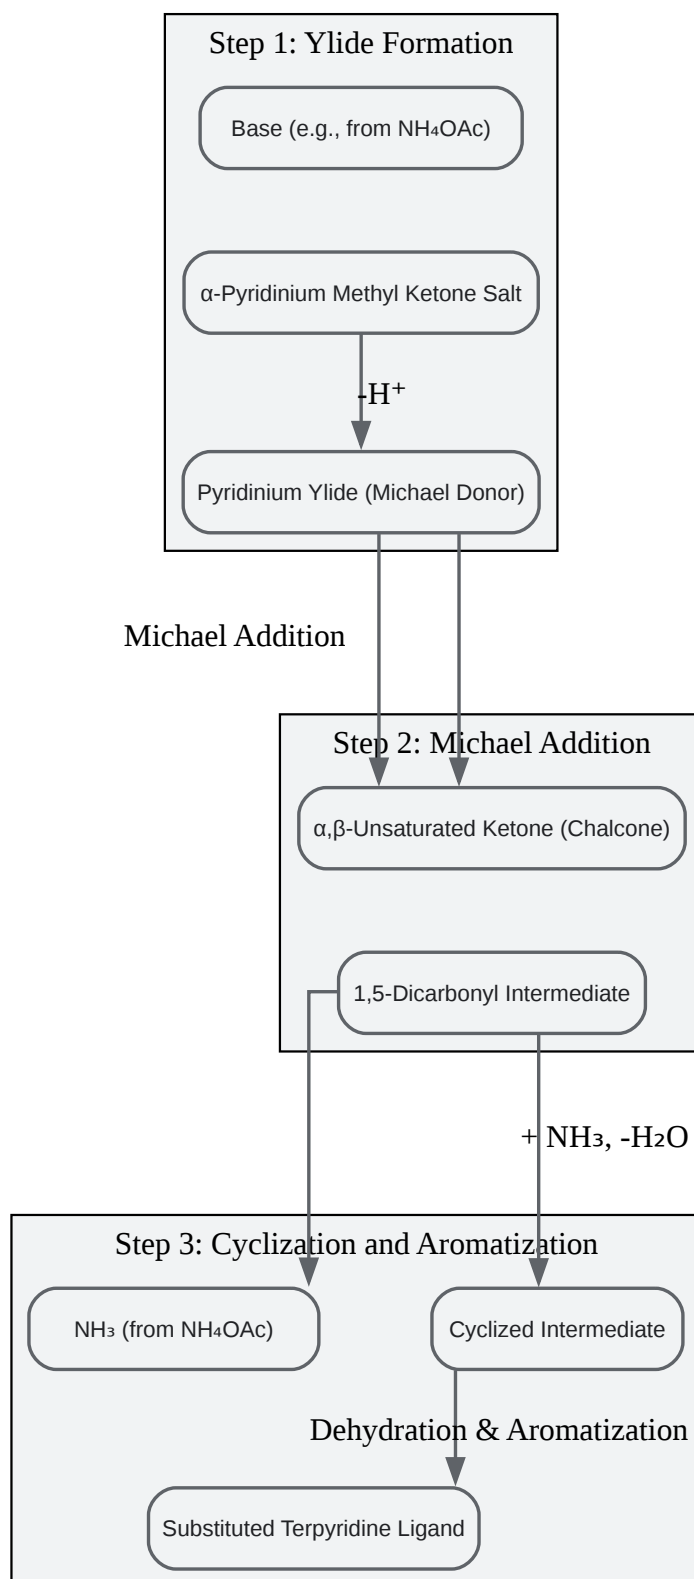 Step 1: Ylide Formation
Base (e.g., from NH₄OAc)
α-Pyridinium Methyl Ketone Salt
-H⁺
Pyridinium Ylide (Michael Donor)
Michael Addition
Step 2: Michael Addition
α,β-Unsaturated Ketone (Chalcone)
1,5-Dicarbonyl Intermediate
+ NH₃, -H₂O
Step 3: Cyclization and Aromatization
NH₃ (from NH₄OAc)
Cyclized Intermediate
Dehydration & Aromatization
Substituted Terpyridine Ligand